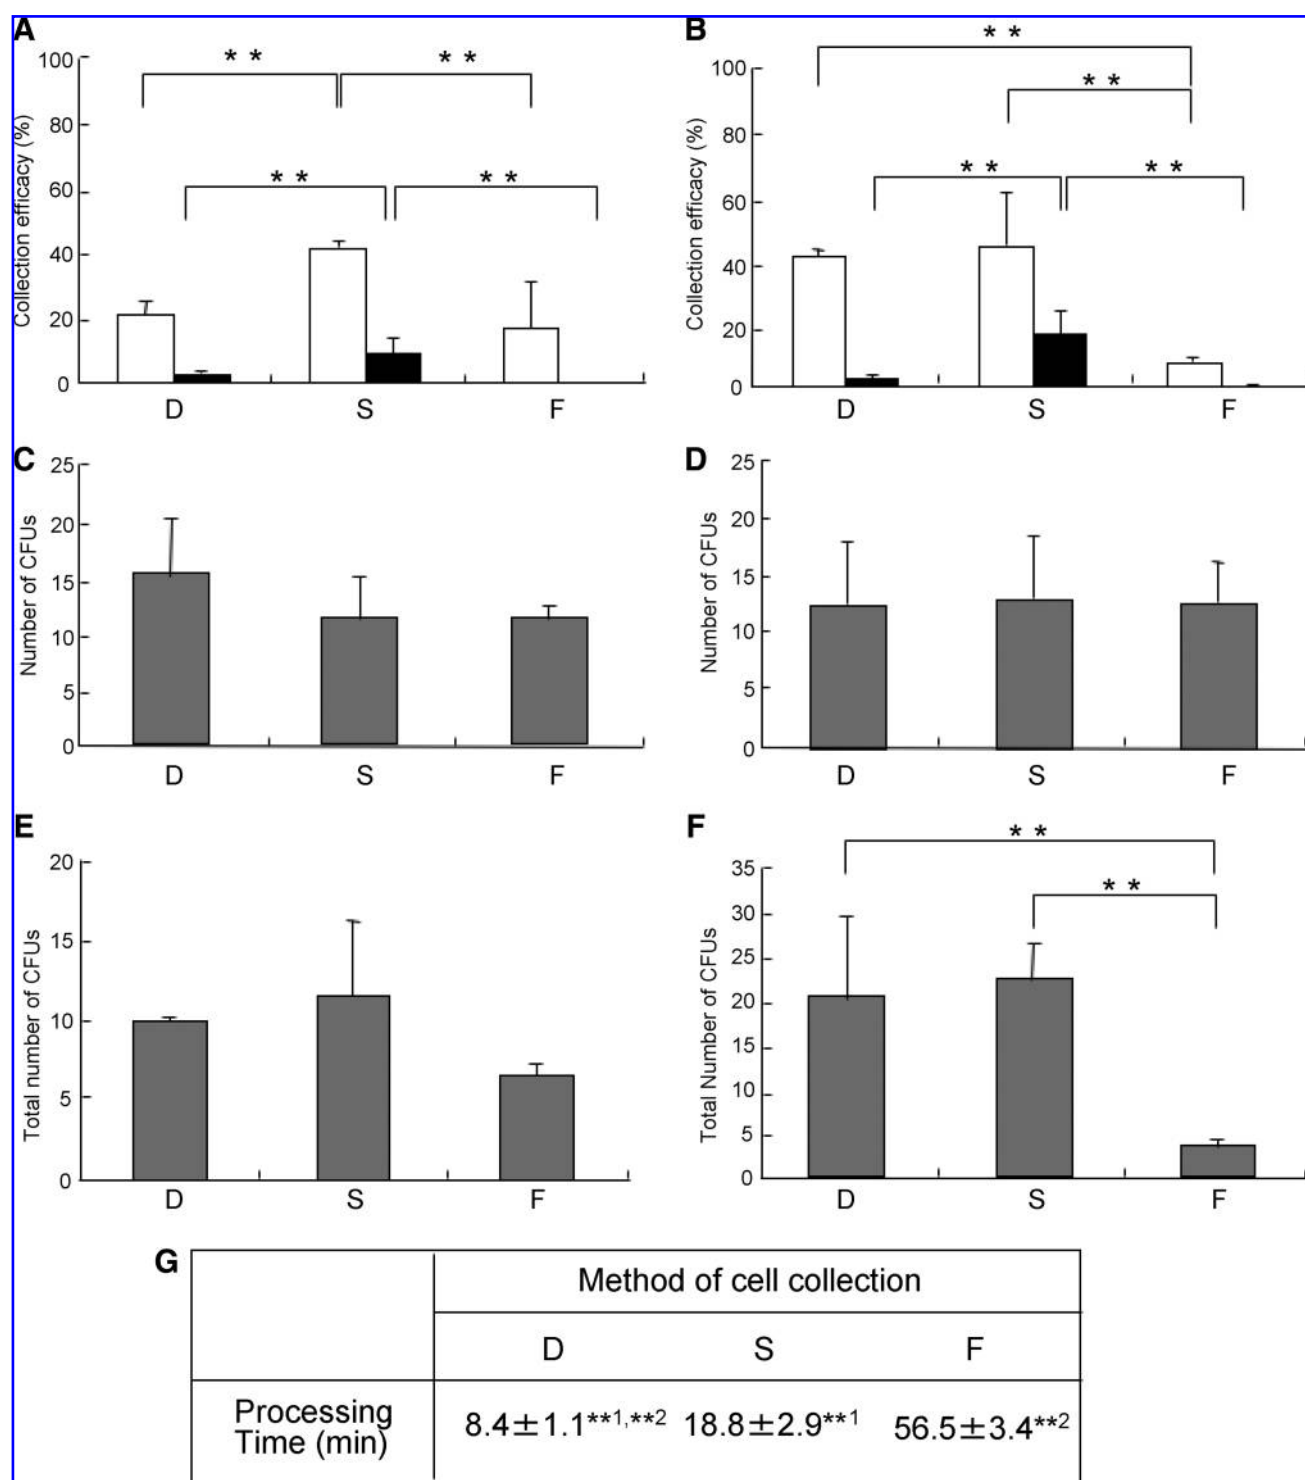 A
* *
* *
100
80
60
40
20
0
Collection efficacy (%)
* *
* *
D
S
F
B
* *
* *
100
80
60
40
20
0
Collection efficacy (%)
* *
* *
D
S
F
C
25
20
15
10
5
0
Number of CFUs
D
S
F
D
25
20
15
10
5
0
Number of CFUs
D
S
F
E
20
15
10
5
0
Total number of CFUs
D
S
F
F
* *
* *
35
30
25
20
15
10
5
0
Total Number of CFUs
D
S
F
G
Method of cell collection
D S F
Processing
Time (min)
8.4±1.1**1,**2 18.8±2.9**1 56.5±3.4**2